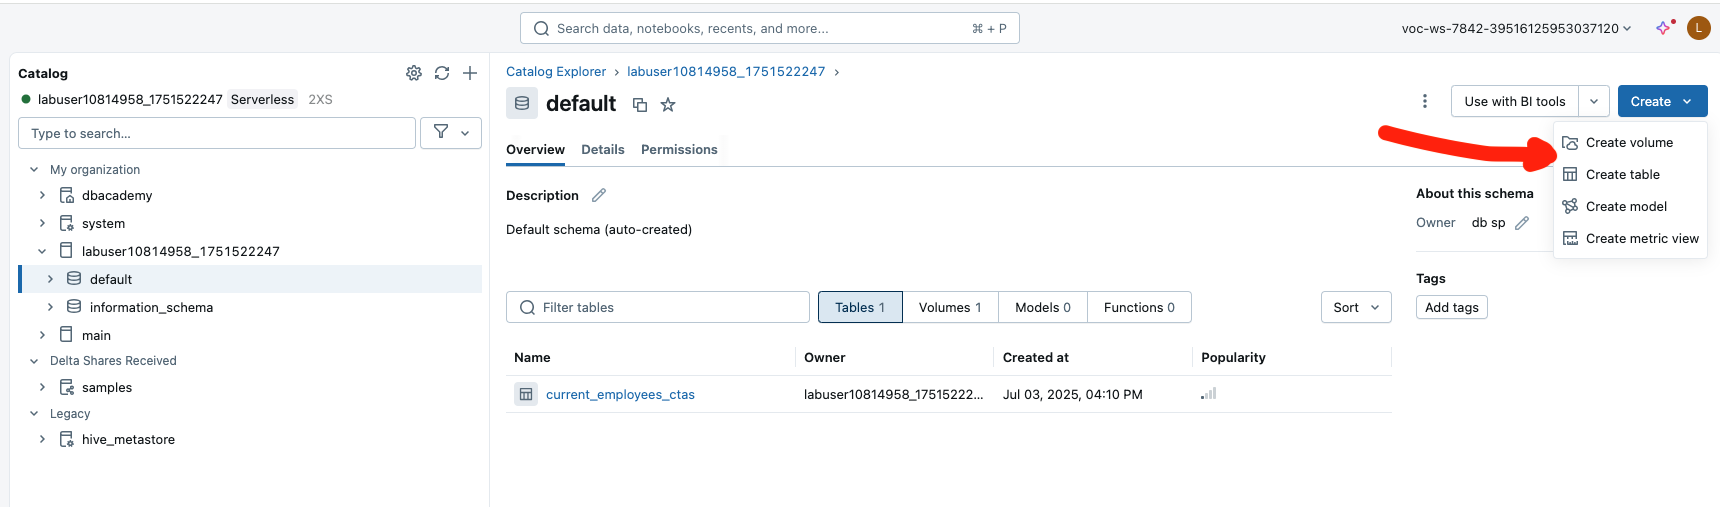 Search data, notebooks, recents, and more... ⌘ + P
voc-ws-7842-39516125953037120
L
Catalog
labuser10814958_1751522247 Serverless 2XS
Type to search...
My organization
dbacademy
system
labuser10814958_1751522247
default
information_schema
main
Delta Shares Received
samples
Legacy
hive_metastore
Catalog Explorer › labuser10814958_1751522247 ›
default
Use with BI tools
Create
Create volume
Create table
Create model
Create metric view
Overview Details Permissions
Description
Default schema (auto-created)
Filter tables
Tables 1 Volumes 1 Models 0 Functions 0
Sort
Name Owner Created at Popularity
current_employees_ctas labuser10814958_17515222... Jul 03, 2025, 04:10 PM
About this schema
Owner db sp
Tags
Add tags